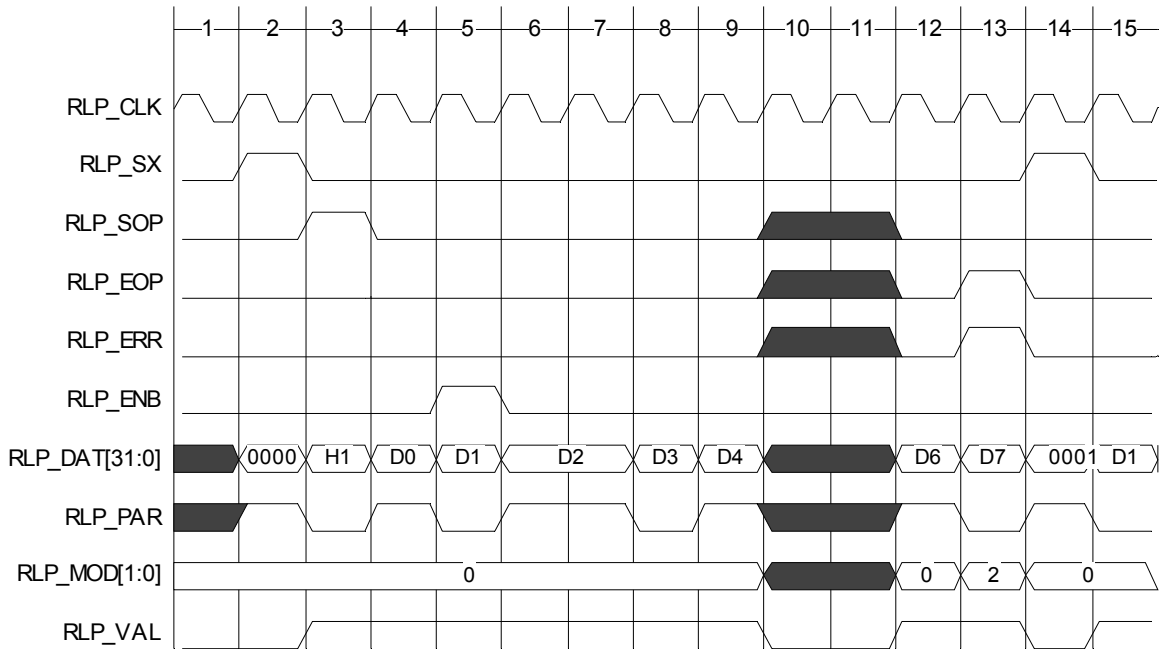 1 2 3 4 5 6 7 8 9 10 11 12 13 14 15
RLP_CLK
RLP_SX
RLP_SOP
RLP_EOP
RLP_ERR
RLP_ENB
RLP_DAT[31:0] 0000 H1 D0 D1 D2 D3 D4 D6 D7 0001 D1
RLP_PAR
RLP_MOD[1:0] 0 0 2 0
RLP_VAL